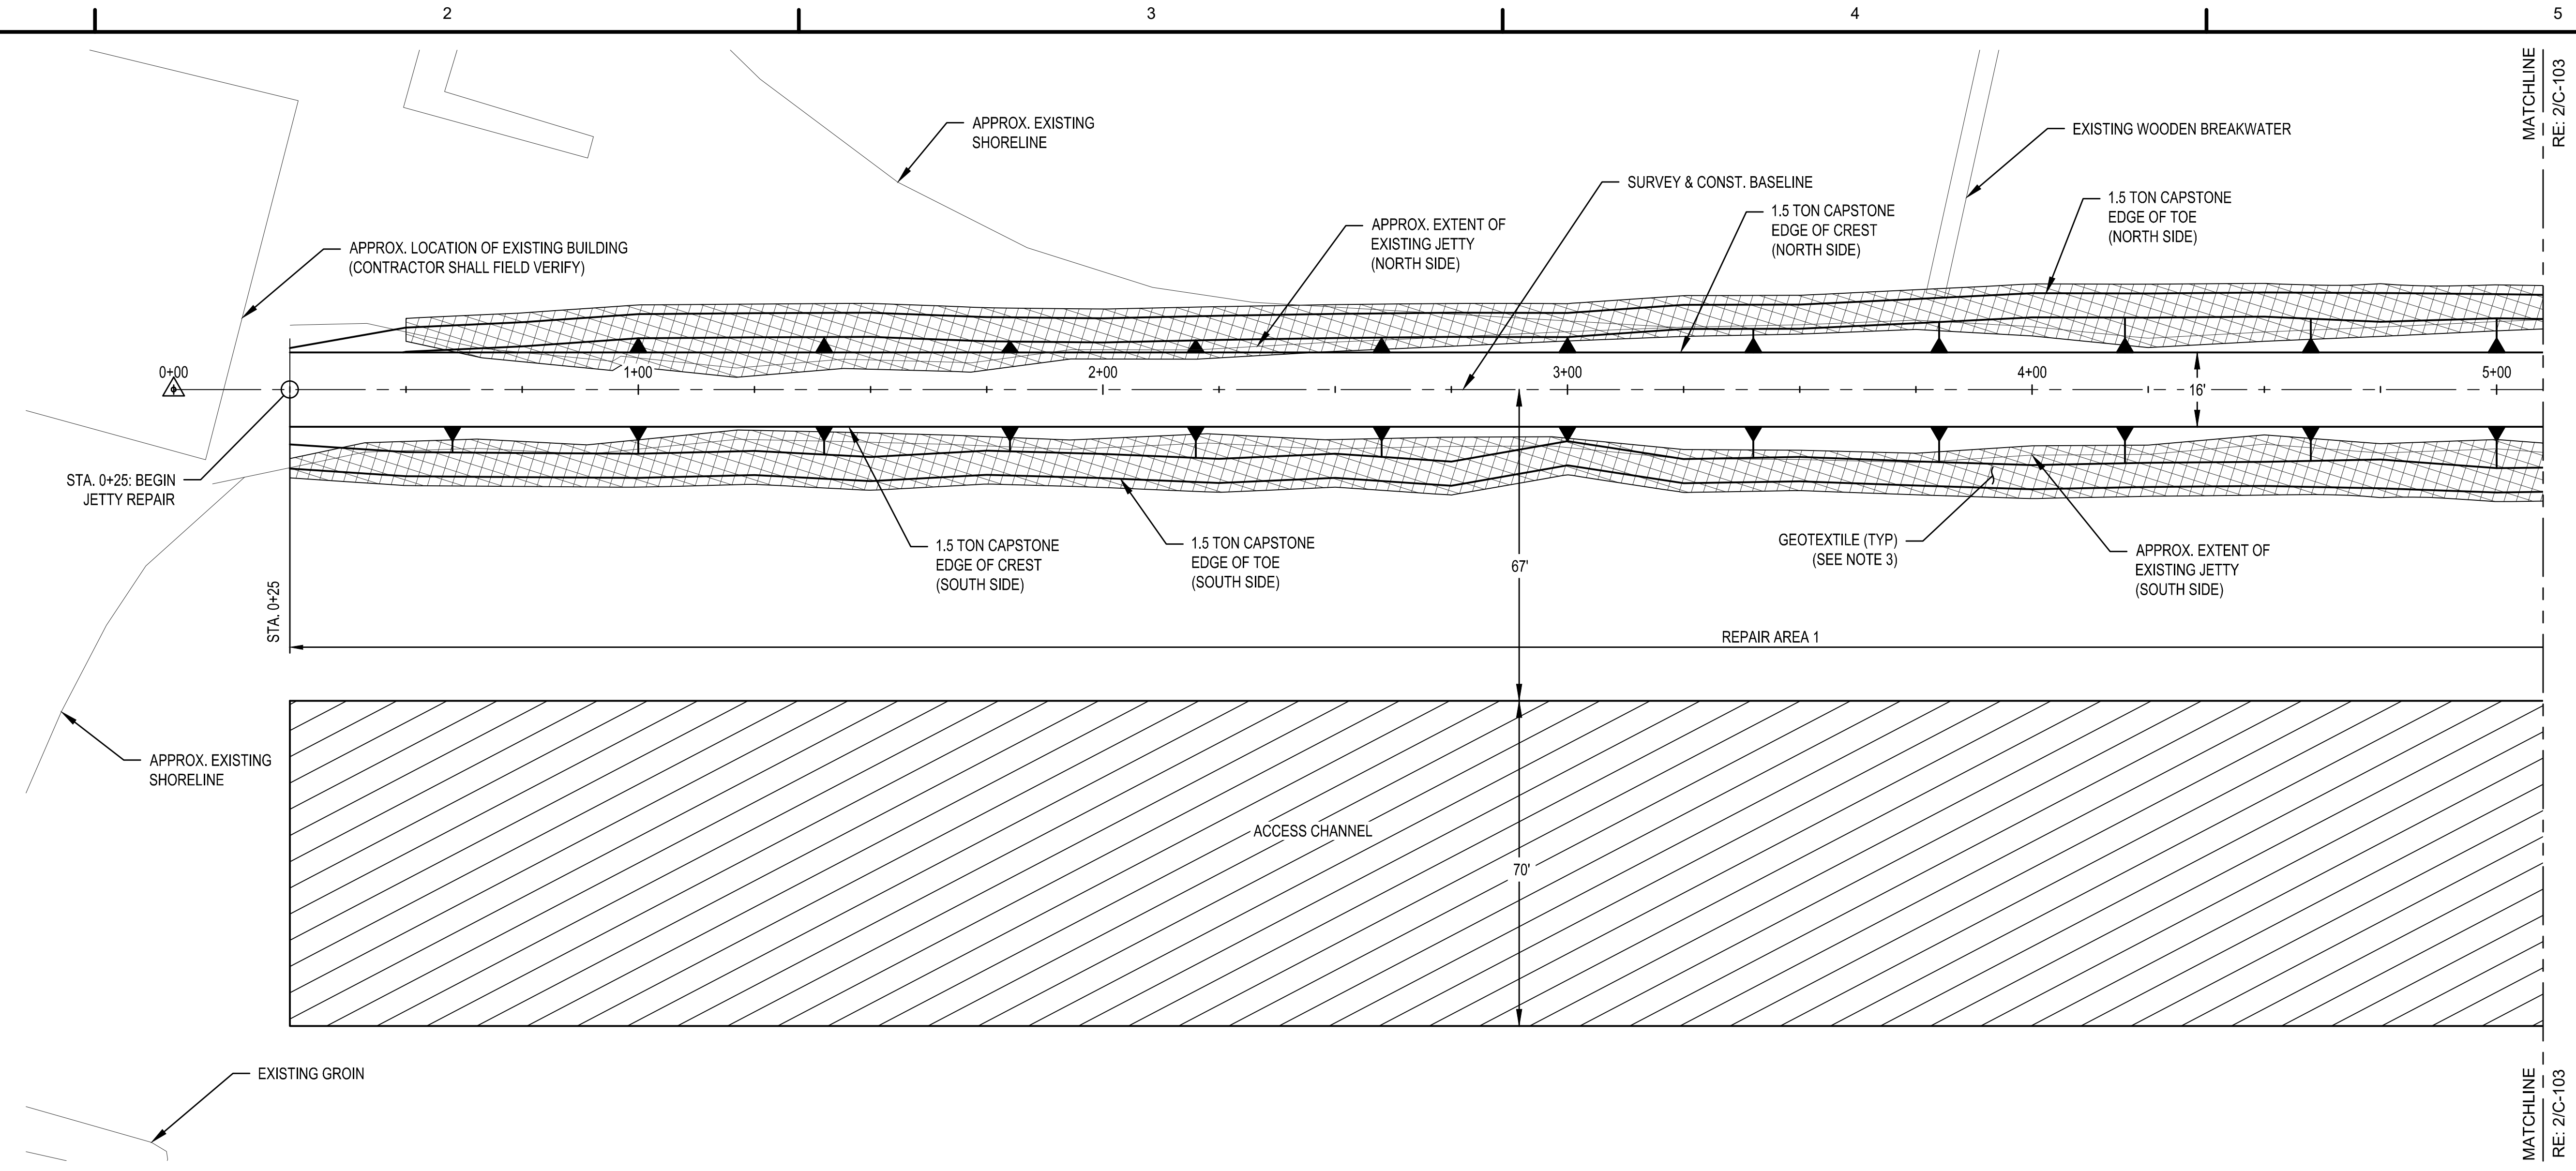 2
3
4
5
MATCHLINE
RE: 2/C-103
APPROX. EXISTING
SHORELINE
EXISTING WOODEN BREAKWATER
SURVEY & CONST. BASELINE
1.5 TON CAPSTONE
EDGE OF TOE
(NORTH SIDE)
1.5 TON CAPSTONE
EDGE OF CREST
(NORTH SIDE)
APPROX. EXTENT OF
EXISTING JETTY
(NORTH SIDE)
APPROX. LOCATION OF EXISTING BUILDING
(CONTRACTOR SHALL FIELD VERIFY)
0+00
1+00
2+00
3+00
4+00
5+00
16'
STA. 0+25: BEGIN
JETTY REPAIR
1.5 TON CAPSTONE
EDGE OF CREST
(SOUTH SIDE)
1.5 TON CAPSTONE
EDGE OF TOE
(SOUTH SIDE)
67'
GEOTEXTILE (TYP)
(SEE NOTE 3)
APPROX. EXTENT OF
EXISTING JETTY
(SOUTH SIDE)
STA. 0+25
REPAIR AREA 1
APPROX. EXISTING
SHORELINE
ACCESS CHANNEL
70'
EXISTING GROIN
MATCHLINE
RE: 2/C-103